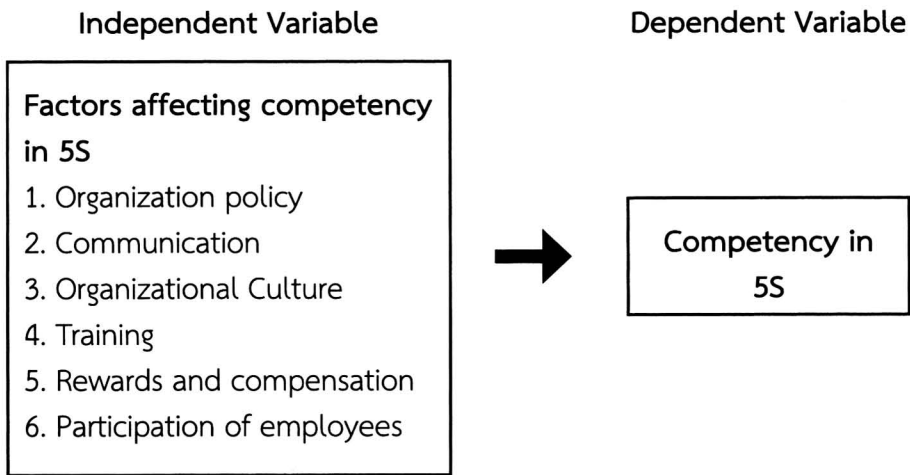 Independent Variable
Dependent Variable
Factors affecting competency
in 5S
1. Organization policy
2. Communication
3. Organizational Culture
4. Training
5. Rewards and compensation
6. Participation of employees
Competency in
5S